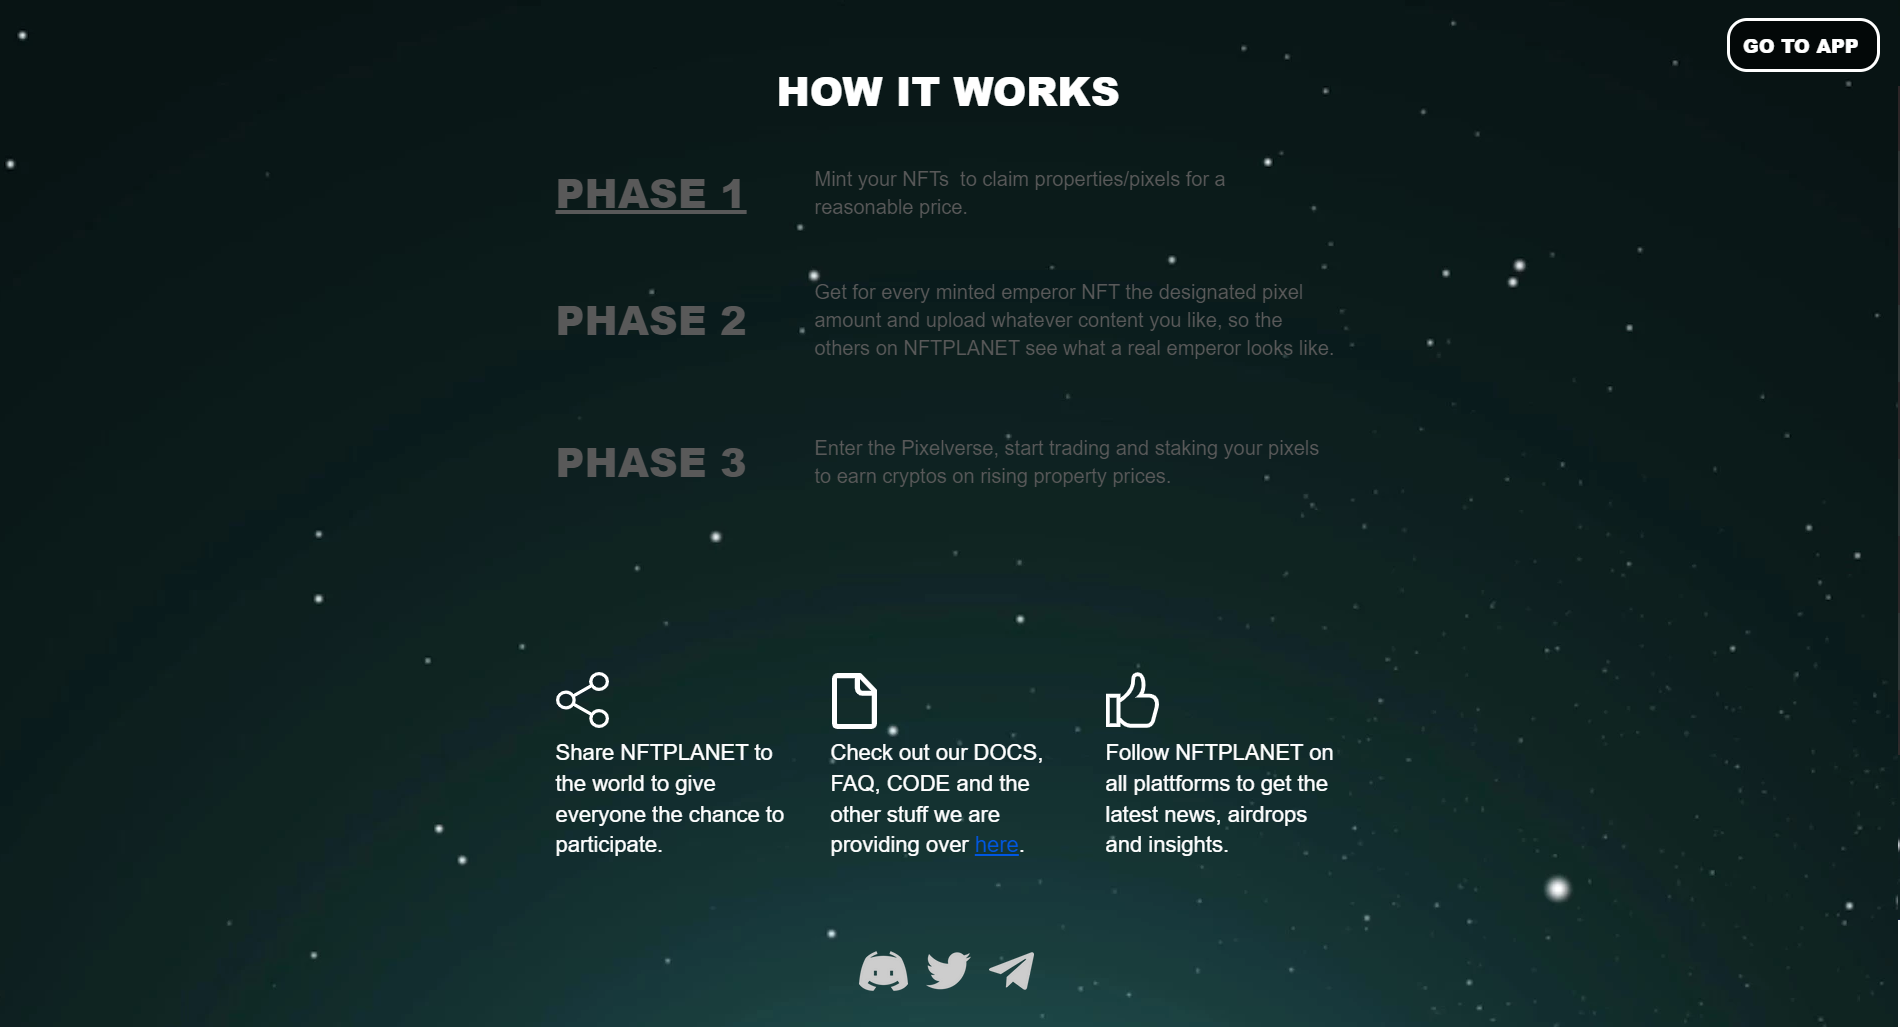 GO TO APP
HOW IT WORKS
PHASE 1
Mint your NFTs  to claim properties/pixels for a
reasonable price.
PHASE 2
Get for every minted emperor NFT the designated pixel
amount and upload whatever content you like, so the
others on NFTPLANET see what a real emperor looks like.
PHASE 3
Enter the Pixelverse, start trading and staking your pixels
to earn cryptos on rising property prices.
Share NFTPLANET to
the world to give
everyone the chance to
participate.
Check out our DOCS,
FAQ, CODE and the
other stuff we are
providing over here.
Follow NFTPLANET on
all plattforms to get the
latest news, airdrops
and insights.